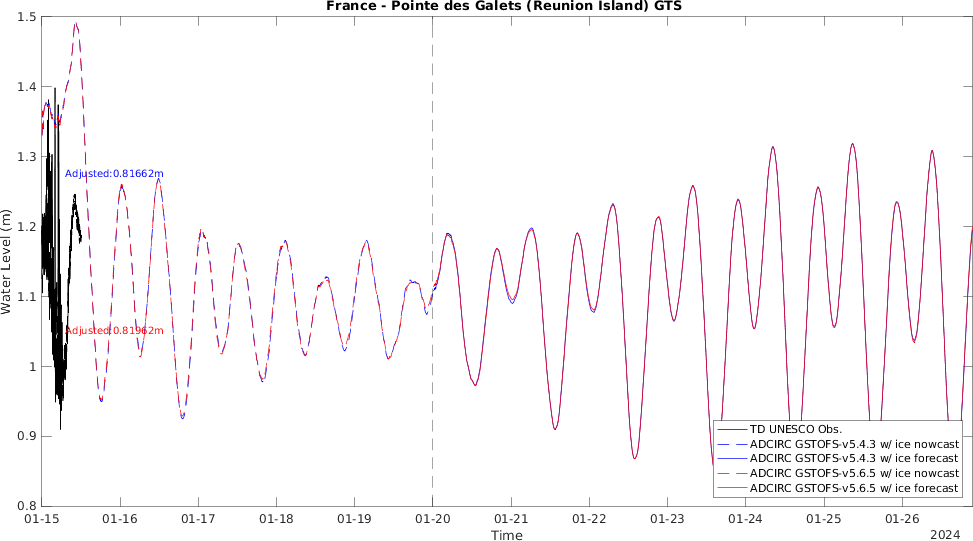 France - Pointe des Galets (Reunion Island) GTS
1.5
1.4
1.3
1.2
1.1
1
0.9
0.8
Water Level (m)
Adjusted:0.81662m
Adjusted:0.81962m
TD UNESCO Obs.
ADCIRC GSTOFS-v5.4.3 w/ ice nowcast
ADCIRC GSTOFS-v5.4.3 w/ ice forecast
ADCIRC GSTOFS-v5.6.5 w/ ice nowcast
ADCIRC GSTOFS-v5.6.5 w/ ice forecast
01-15 01-16 01-17 01-18 01-19 01-20 01-21 01-22 01-23 01-24 01-25 01-26
Time
2024